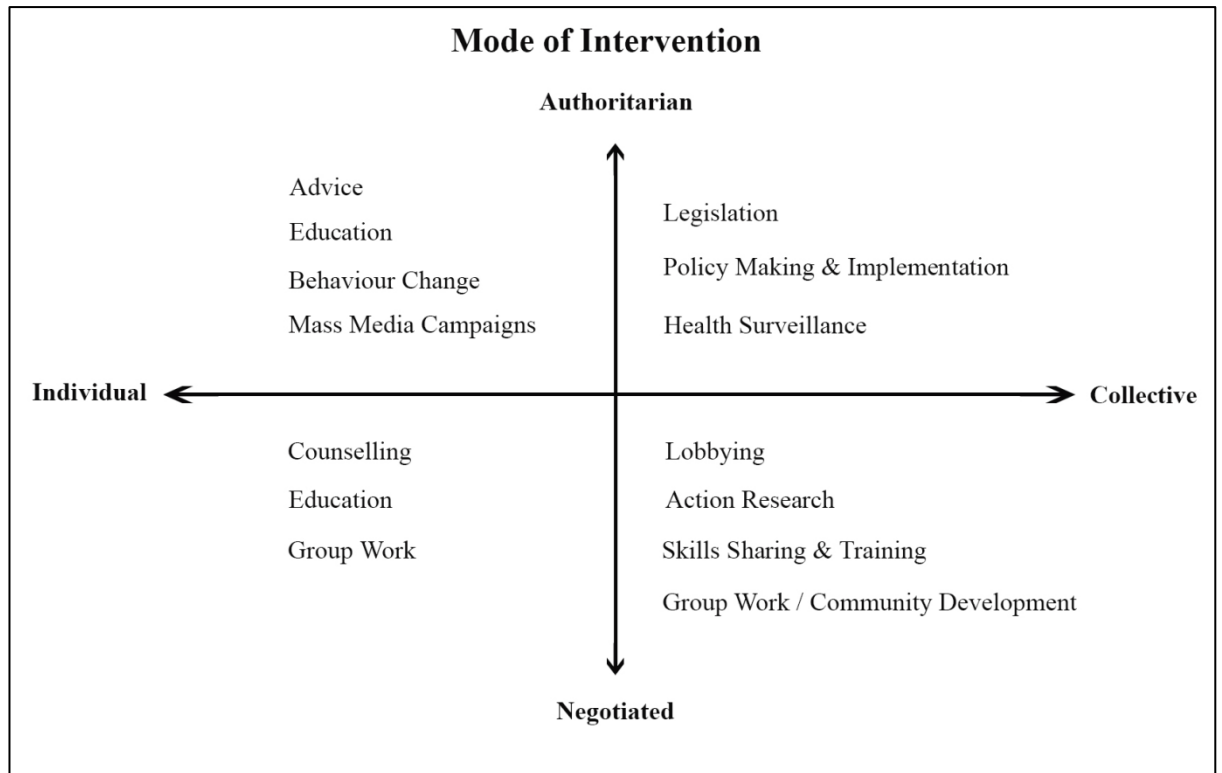 Mode of Intervention
Authoritarian
Advice
Education
Behaviour Change
Mass Media Campaigns
Legislation
Policy Making & Implementation
Health Surveillance
Individual
Collective
Counselling
Education
Group Work
Lobbying
Action Research
Skills Sharing & Training
Group Work / Community Development
Negotiated